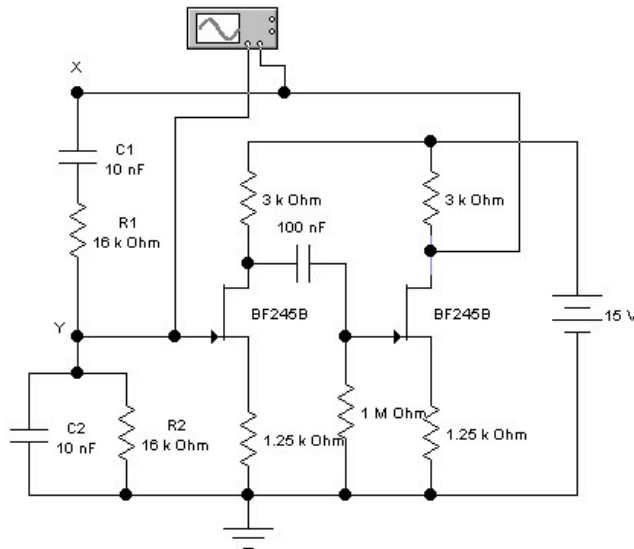 X
C1
10 nF
R1
16 k Ohm
3 k Ohm
3 k Ohm
100 nF
BF245B
BF245B
15 V
Y
C2
10 nF
R2
16 k Ohm
1.25 k Ohm
1 M Ohm
1.25 k Ohm